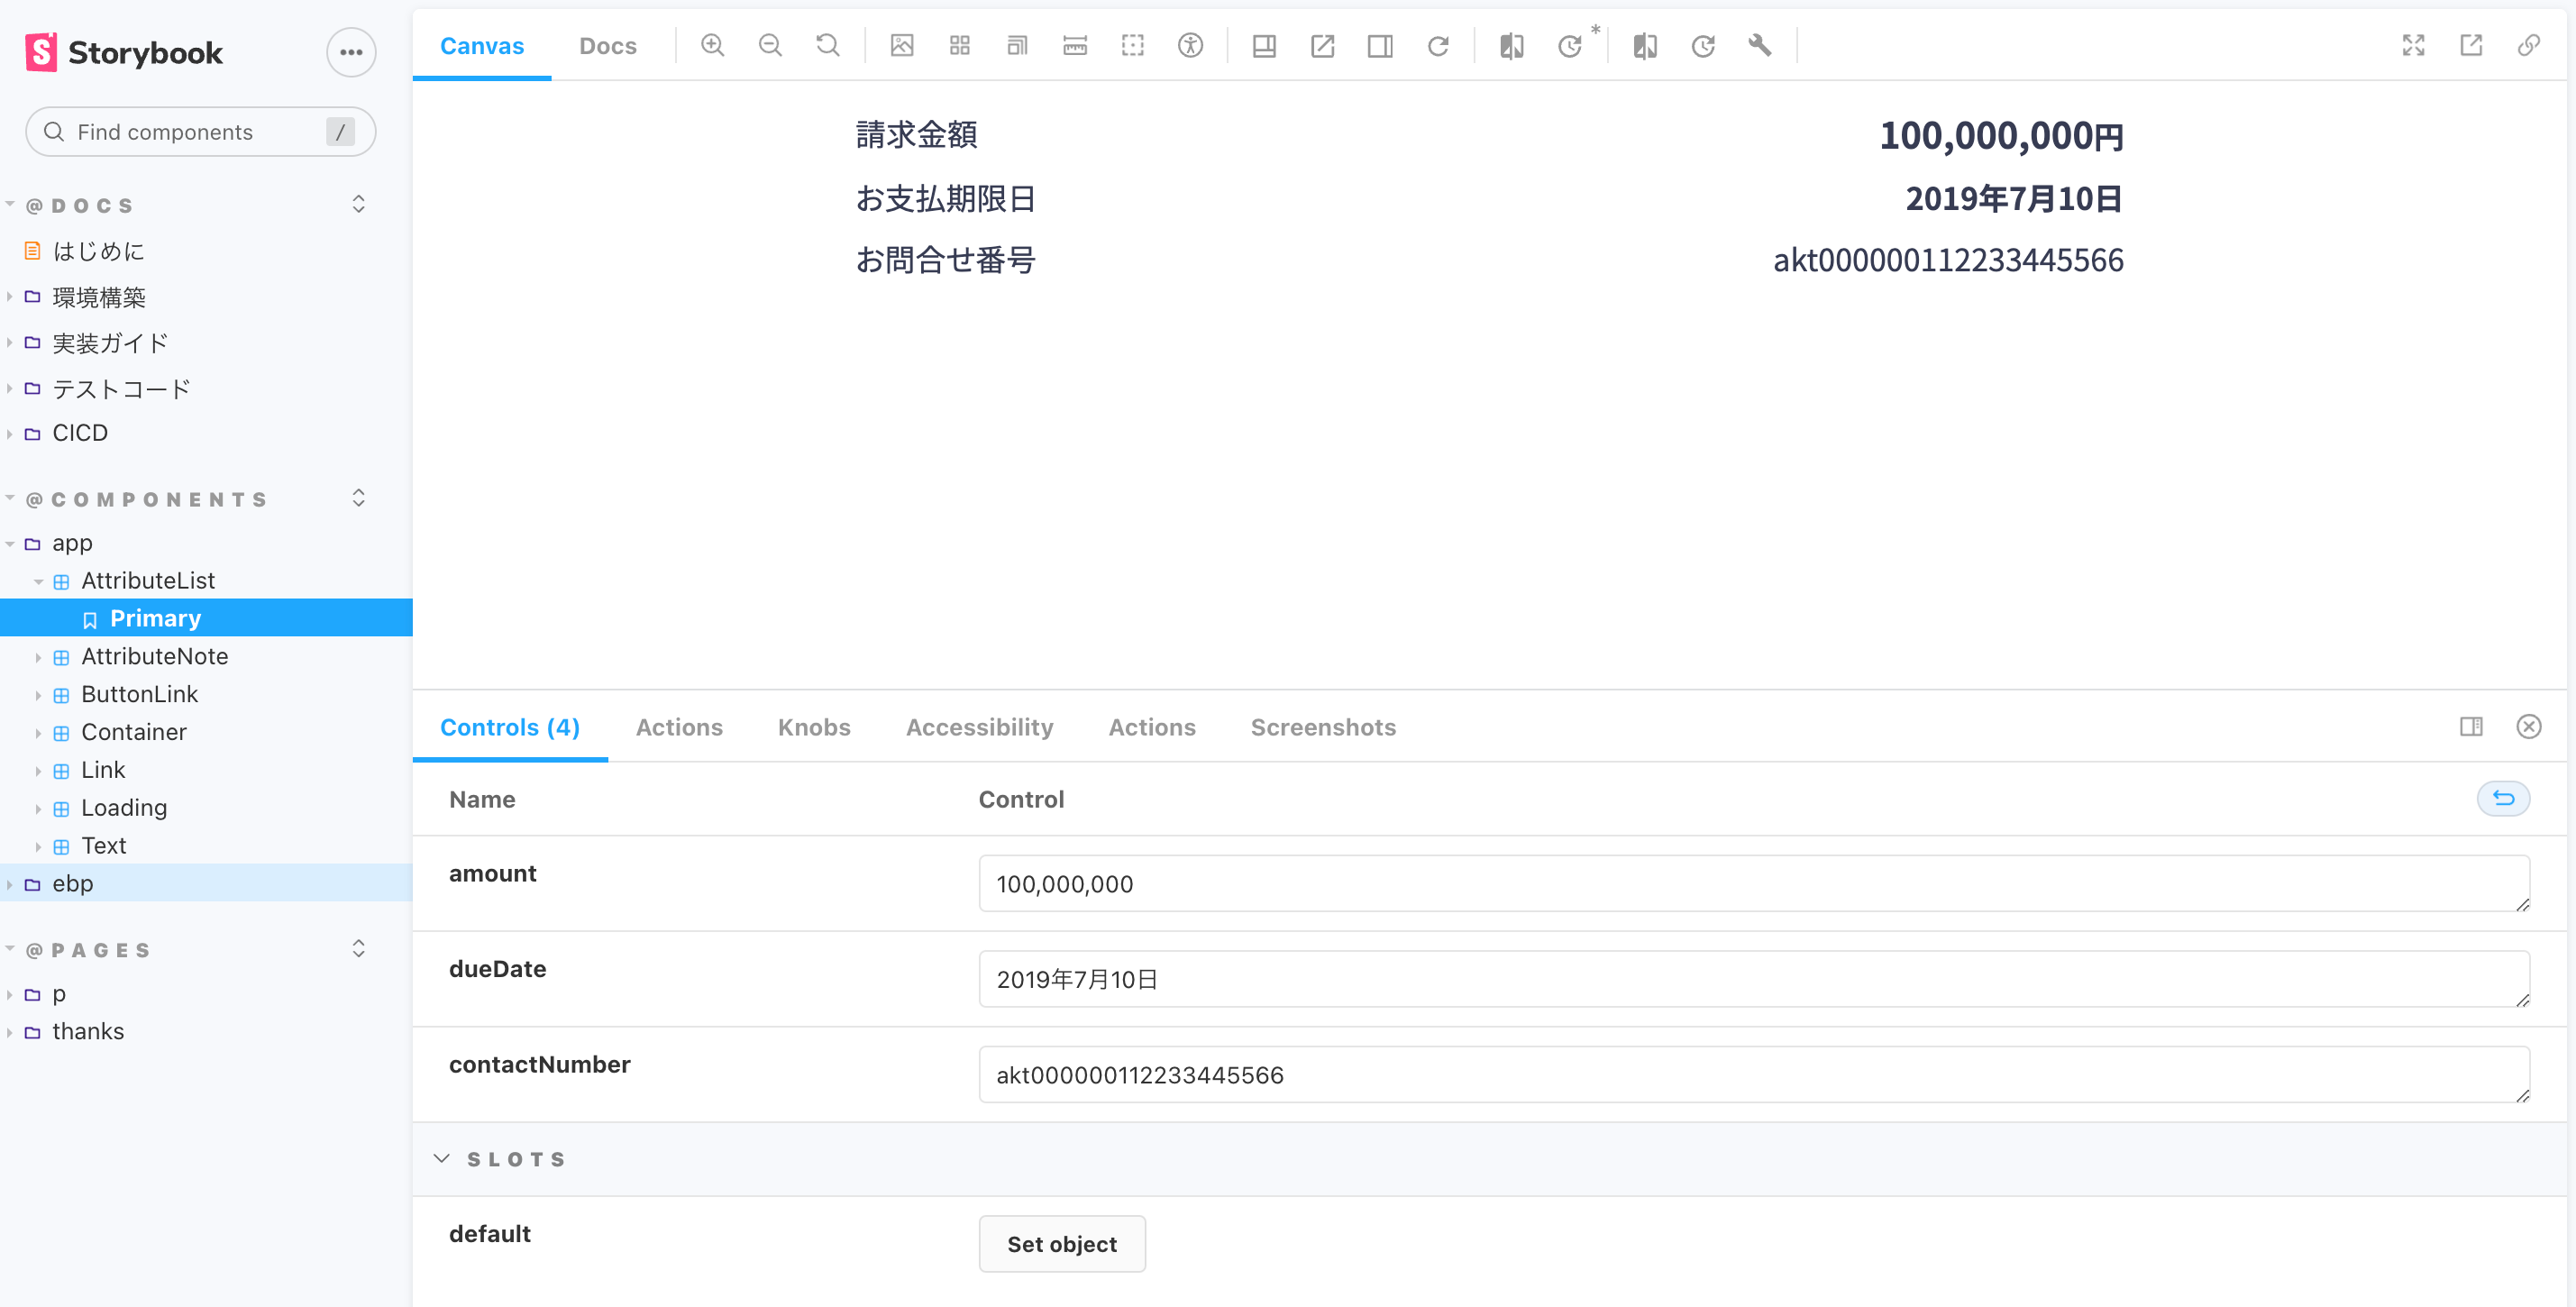 Storybook
Find components /
@DOCS
はじめに
環境構築
実装ガイド
テストコード
CICD
@COMPONENTS
app
AttributeList
Primary
AttributeNote
ButtonLink
Container
Link
Loading
Text
ebp
@PAGES
p
thanks
Canvas Docs
請求金額 100,000,000円
お支払期限日 2019年7月10日
お問合せ番号 akt000000112233445566
Controls (4) Actions Knobs Accessibility Actions Screenshots
Name Control
amount 100,000,000
dueDate 2019年7月10日
contactNumber akt000000112233445566
SLOTS
default Set object